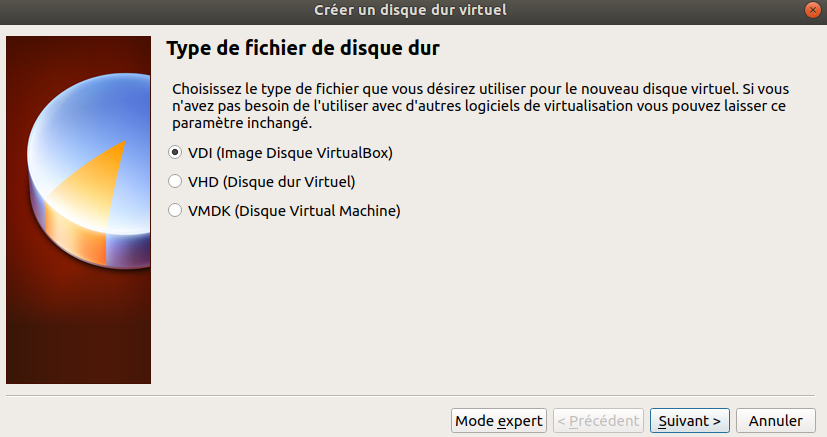 Créer un disque dur virtuel
Type de fichier de disque dur
Choisissez le type de fichier que vous désirez utiliser pour le nouveau disque virtuel. Si vous
n'avez pas besoin de l'utiliser avec d'autres logiciels de virtualisation vous pouvez laisser ce
paramètre inchangé.
VDI (Image Disque VirtualBox)
VHD (Disque dur Virtuel)
VMDK (Disque Virtual Machine)
Mode expert < Précédent Suivant > Annuler